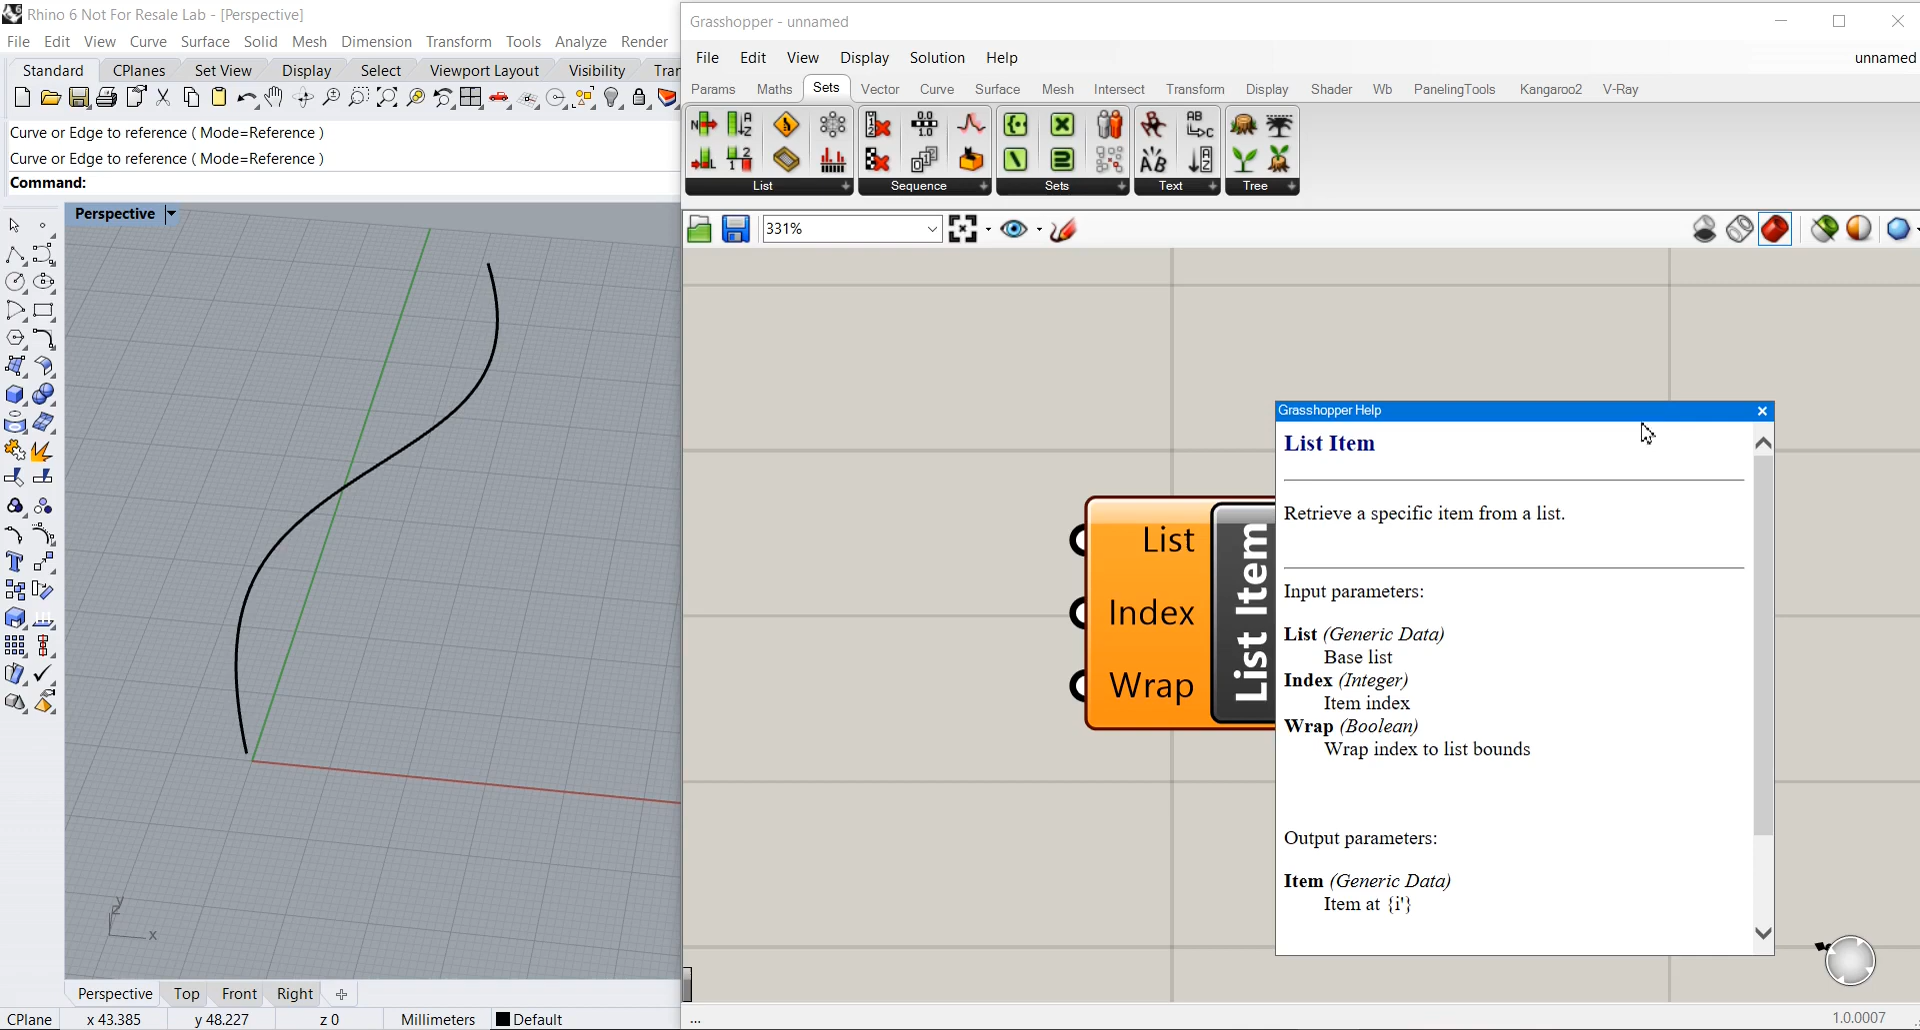 Rhino 6 Not For Resale Lab - [Perspective]
File Edit View Curve Surface Solid Mesh Dimension Transform Tools Analyze Render
Standard CPlanes Set View Display Select Viewport Layout Visibility Tran
Curve or Edge to reference ( Mode=Reference )
Curve or Edge to reference ( Mode=Reference )
Command:
Perspective
y
x
Perspective Top Front Right
CPlane x 43.385 y 48.227 z 0 Millimeters Default
Grasshopper - unnamed
File Edit View Display Solution Help unnamed
Params Maths Sets Vector Curve Surface Mesh Intersect Transform Display Shader Wb PanelingTools Kangaroo2 V-Ray
List Sequence Sets Text Tree
331%
List
Index
Wrap
List Item
Grasshopper Help
List Item
Retrieve a specific item from a list.
Input parameters:
List (Generic Data)
Base list
Index (Integer)
Item index
Wrap (Boolean)
Wrap index to list bounds
Output parameters:
Item (Generic Data)
Item at {i'}
...
1.0.0007